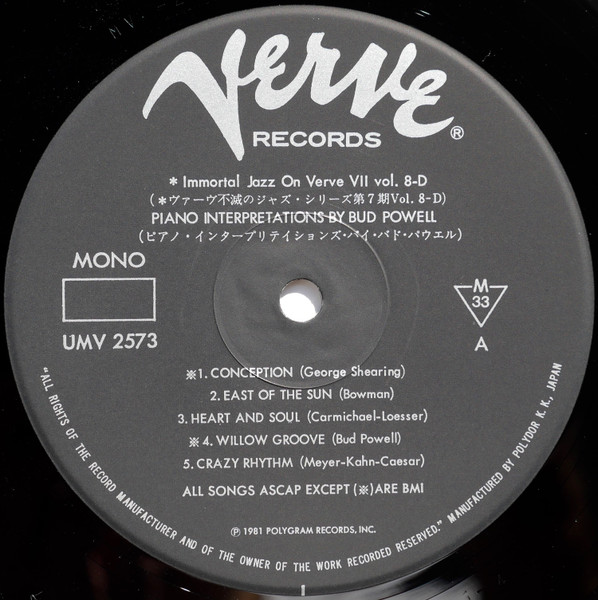 Verve
RECORDS ®
* Immortal Jazz On Verve VII vol. 8-D
(*ヴァーヴ不滅のジャズ・シリーズ第7期Vol. 8-D)
PIANO INTERPRETATIONS BY BUD POWELL
(ピアノ・インタープリテイションズ・バイ・バド・パウエル)
MONO
UMV 2573
M
33
A
※1. CONCEPTION (George Shearing)
2. EAST OF THE SUN (Bowman)
3. HEART AND SOUL (Carmichael-Loesser)
※4. WILLOW GROOVE (Bud Powell)
5. CRAZY RHYTHM (Meyer-Kahn-Caesar)
ALL SONGS ASCAP EXCEPT (※) ARE BMI
℗ 1981 POLYGRAM RECORDS, INC.
"ALL RIGHTS OF THE RECORD MANUFACTURER AND OF THE OWNER OF THE WORK RECORDED RESERVED." MANUFACTURED BY POLYDOR K. K., JAPAN